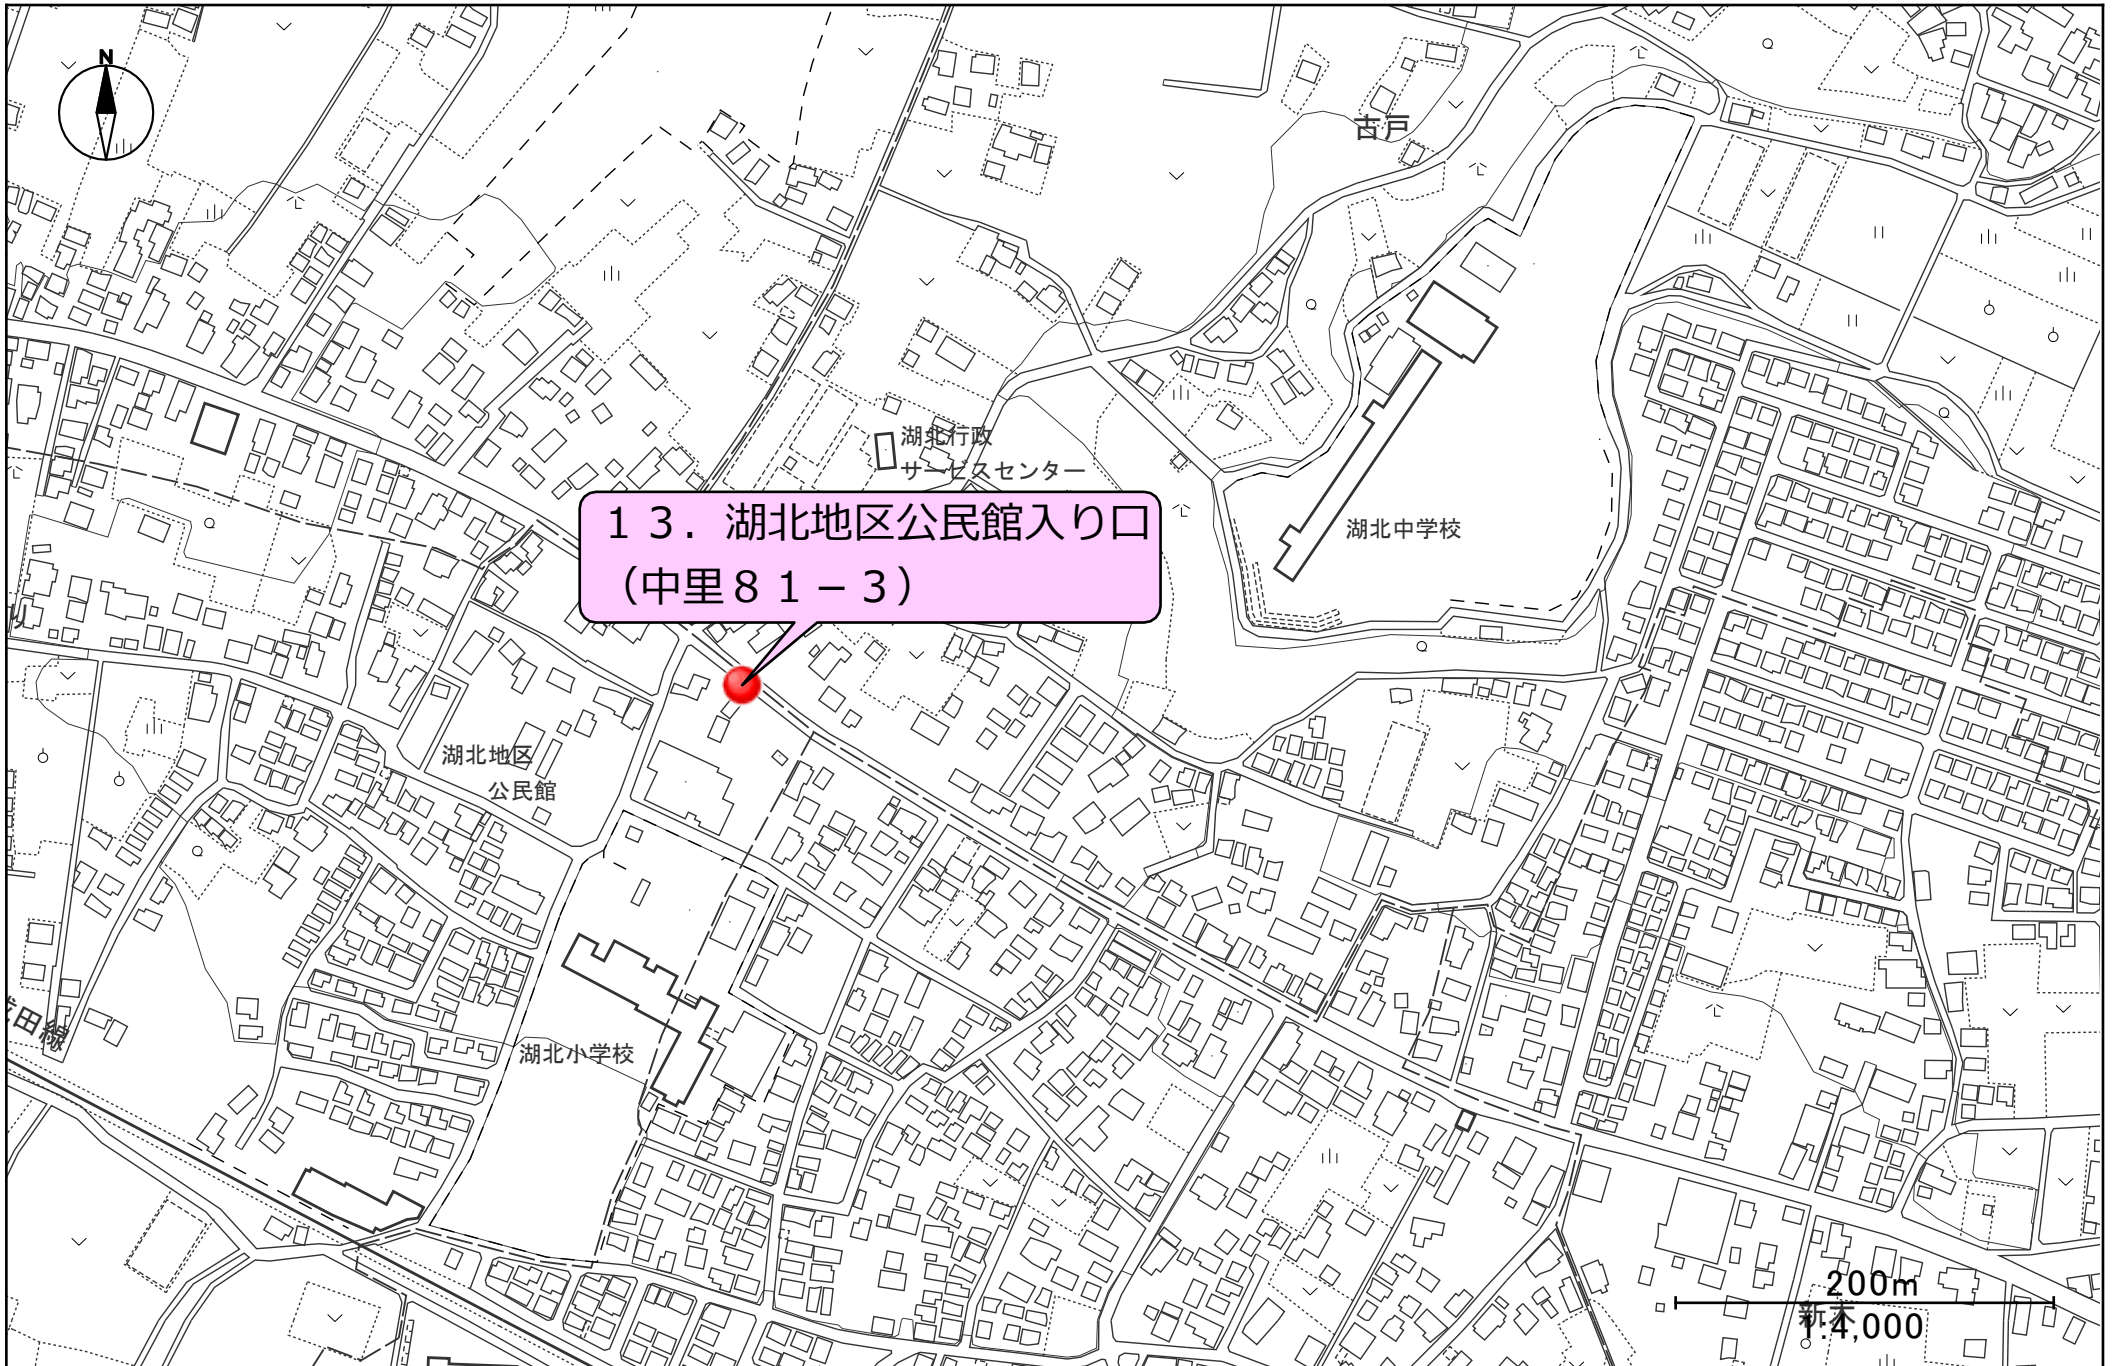 N
古戸
湖北行政
サービスセンター
13．湖北地区公民館入り口
（中里81－3）
湖北中学校
湖北地区
公民館
田線
湖北小学校
200m
新木
1:4,000